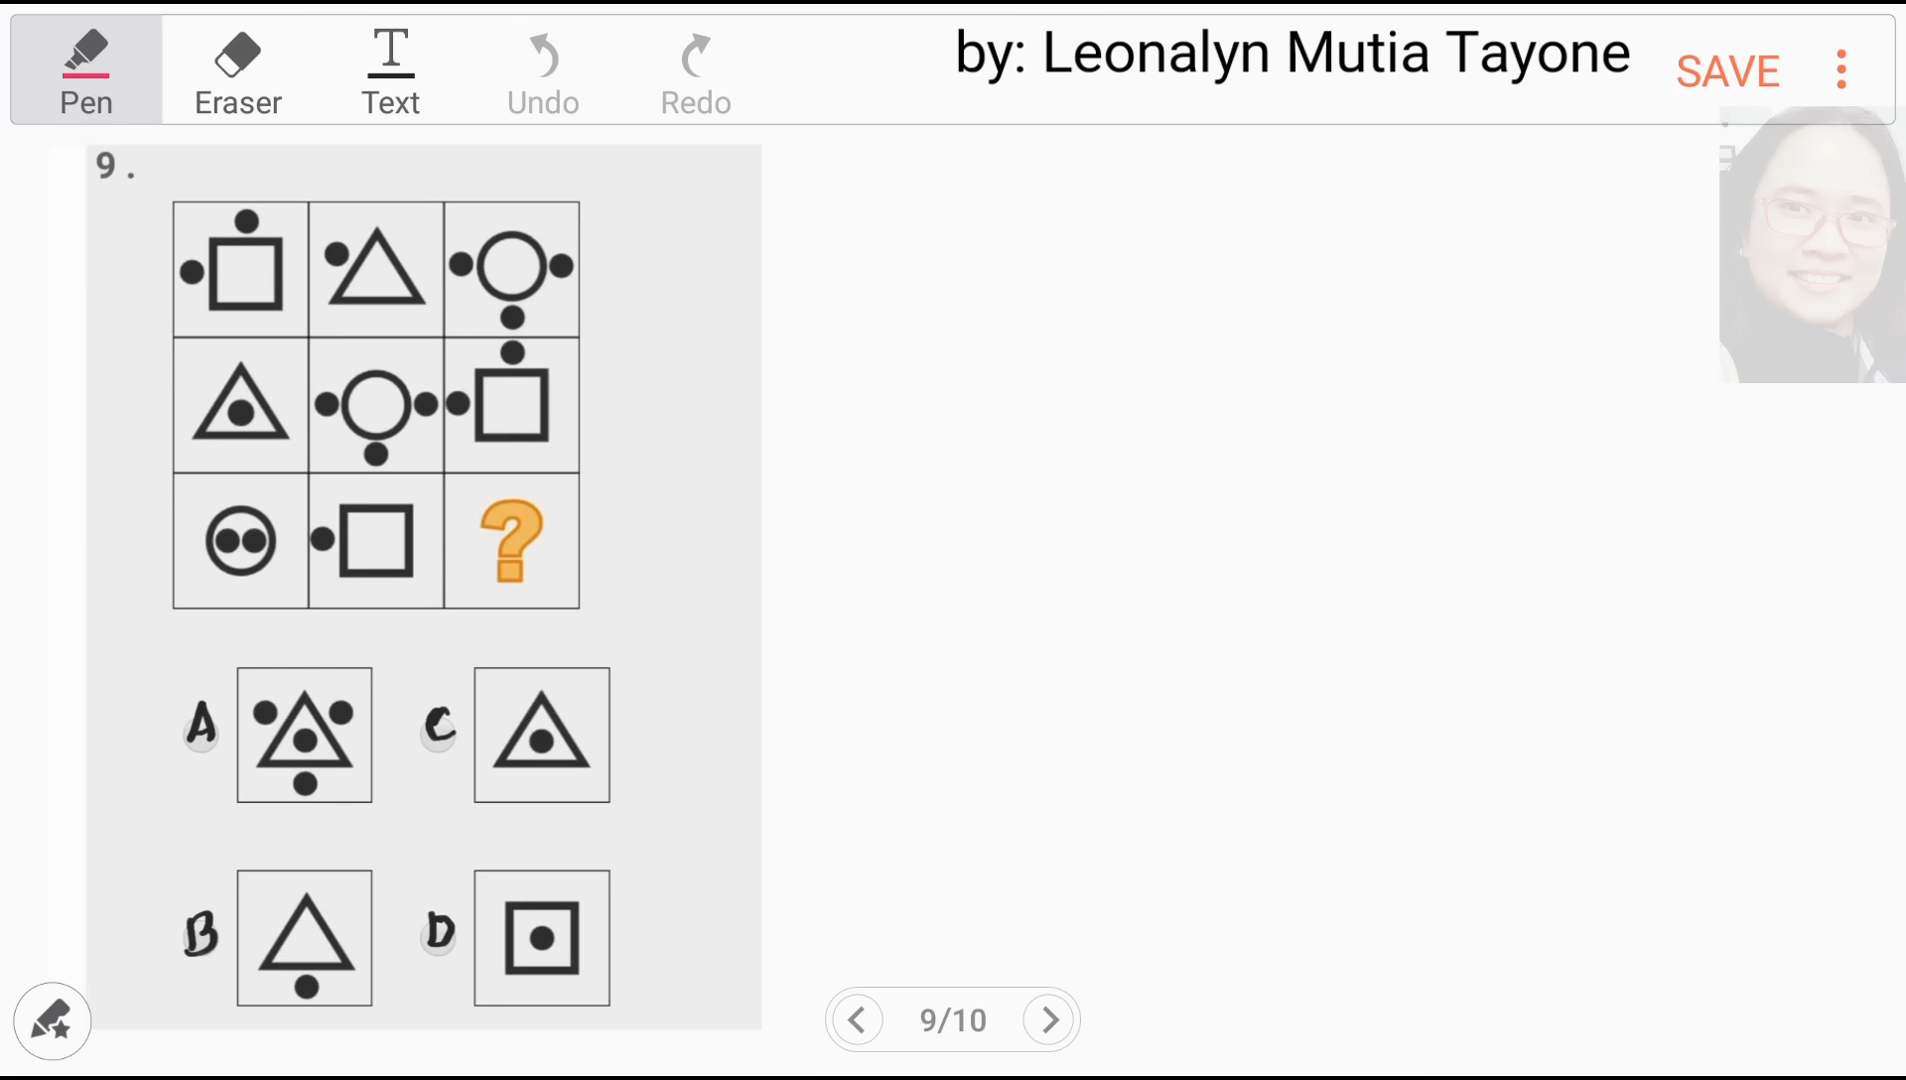 Pen
Eraser
Text
Undo
Redo
by: Leonalyn Mutia Tayone
SAVE
9.
?
A
C
B
D
9/10